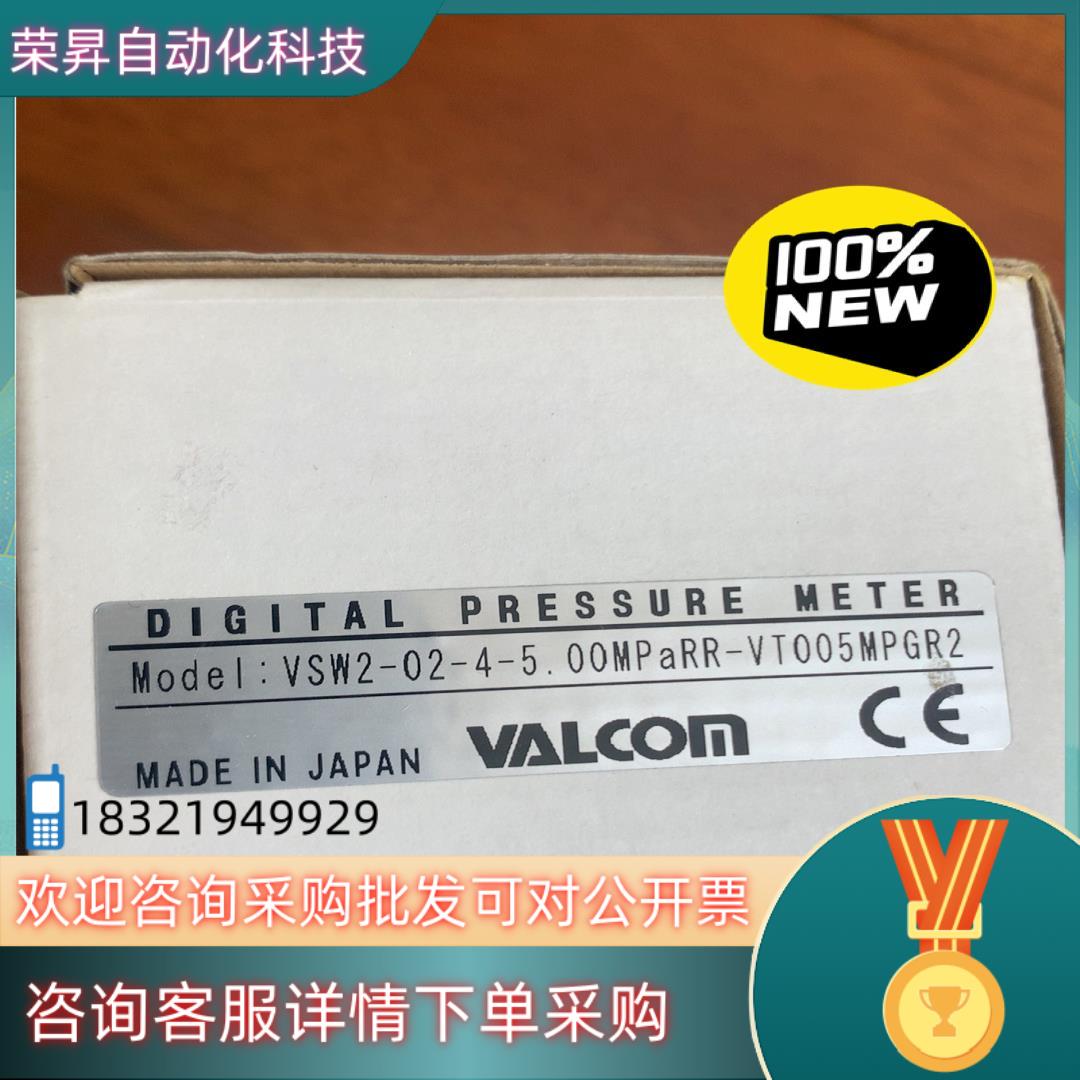 荣昇自动化科技
100%
NEW
DIGITAL PRESSURE METER
Model:VSW2-02-4-5.00MPaRR-VT005MPGR2
MADE IN JAPAN VALCOM CE
18321949929
欢迎咨询采购批发可对公开票
咨询客服详情下单采购